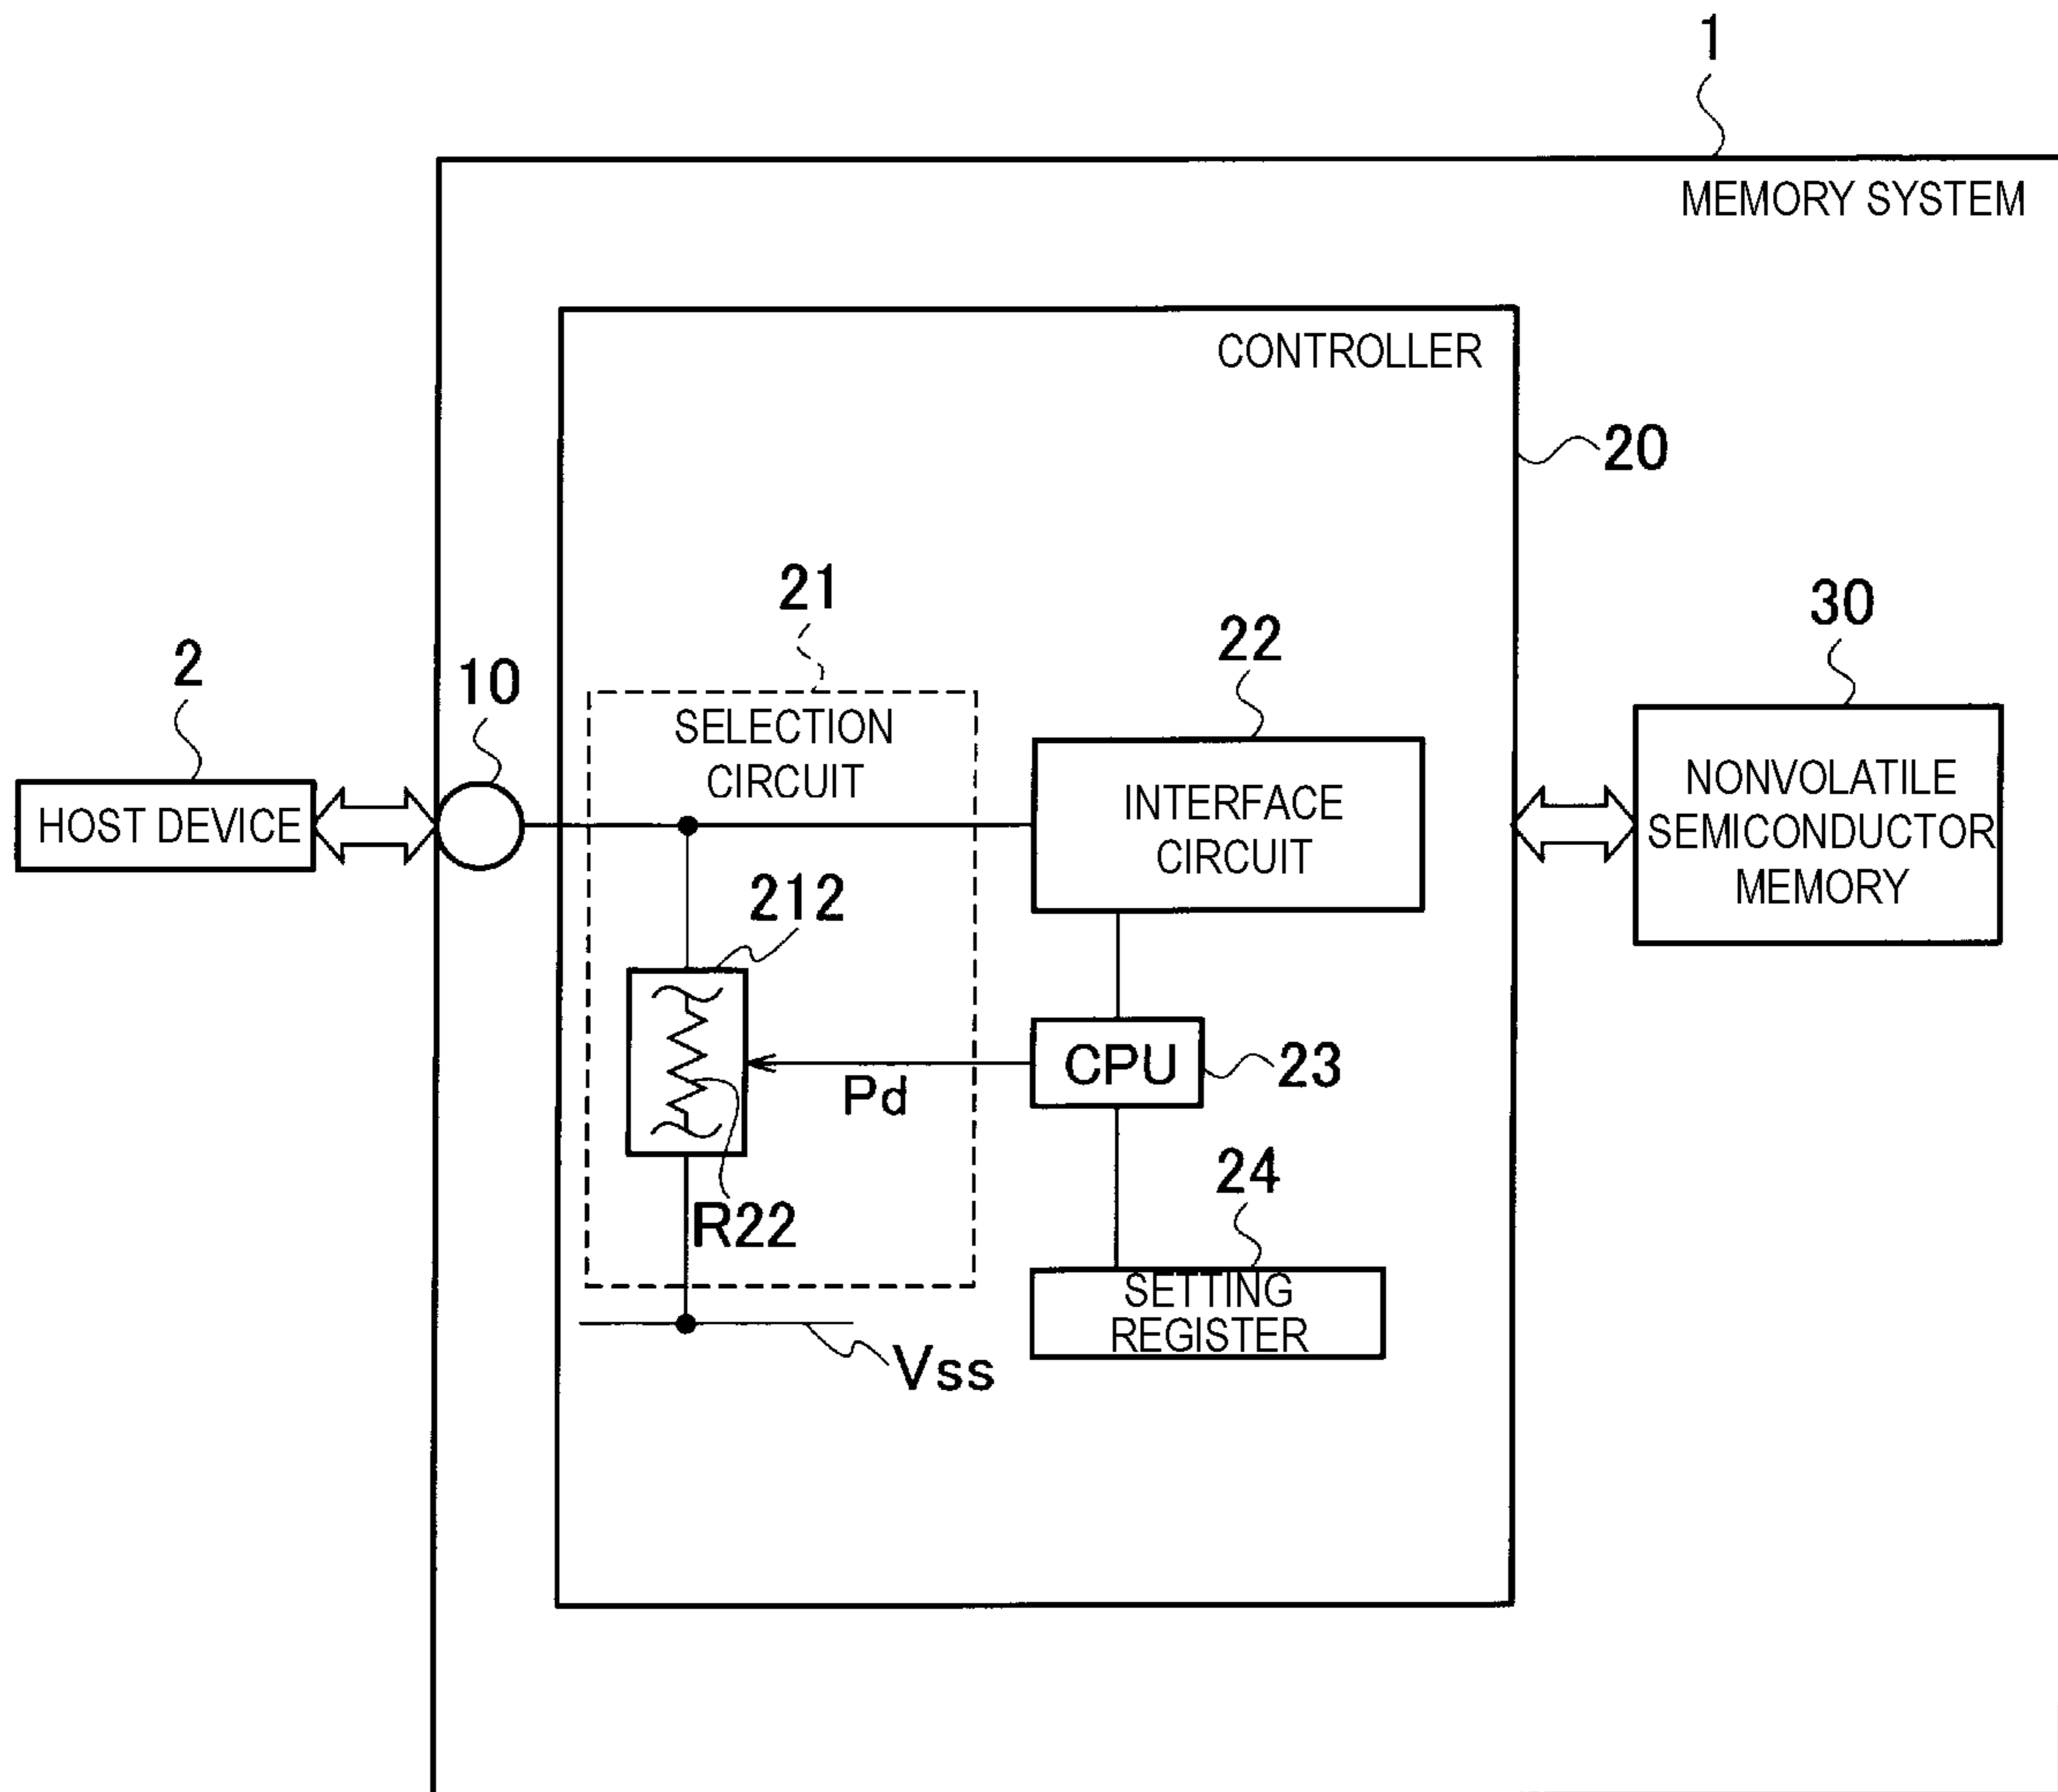 1
MEMORY SYSTEM
CONTROLLER
20
21
22
30
2
10
SELECTION
CIRCUIT
INTERFACE
CIRCUIT
NONVOLATILE
SEMICONDUCTOR
MEMORY
HOST DEVICE
212
CPU
23
Pd
24
R22
SETTING
REGISTER
Vss